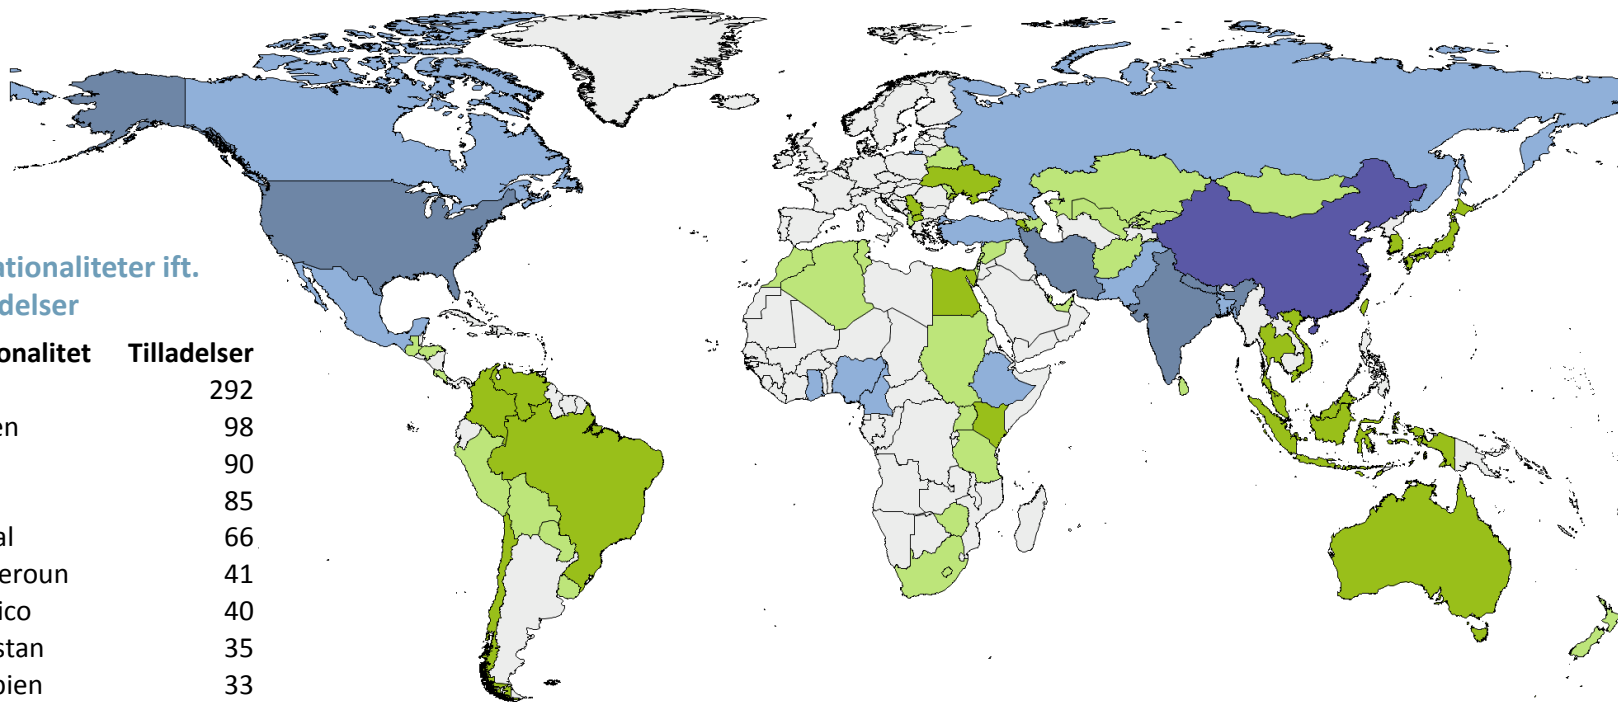 ationaliteter ift.
delser
onalitet Tilladelser
292
en 98
90
85
al 66
eroun 41
ico 40
stan 35
pien 33